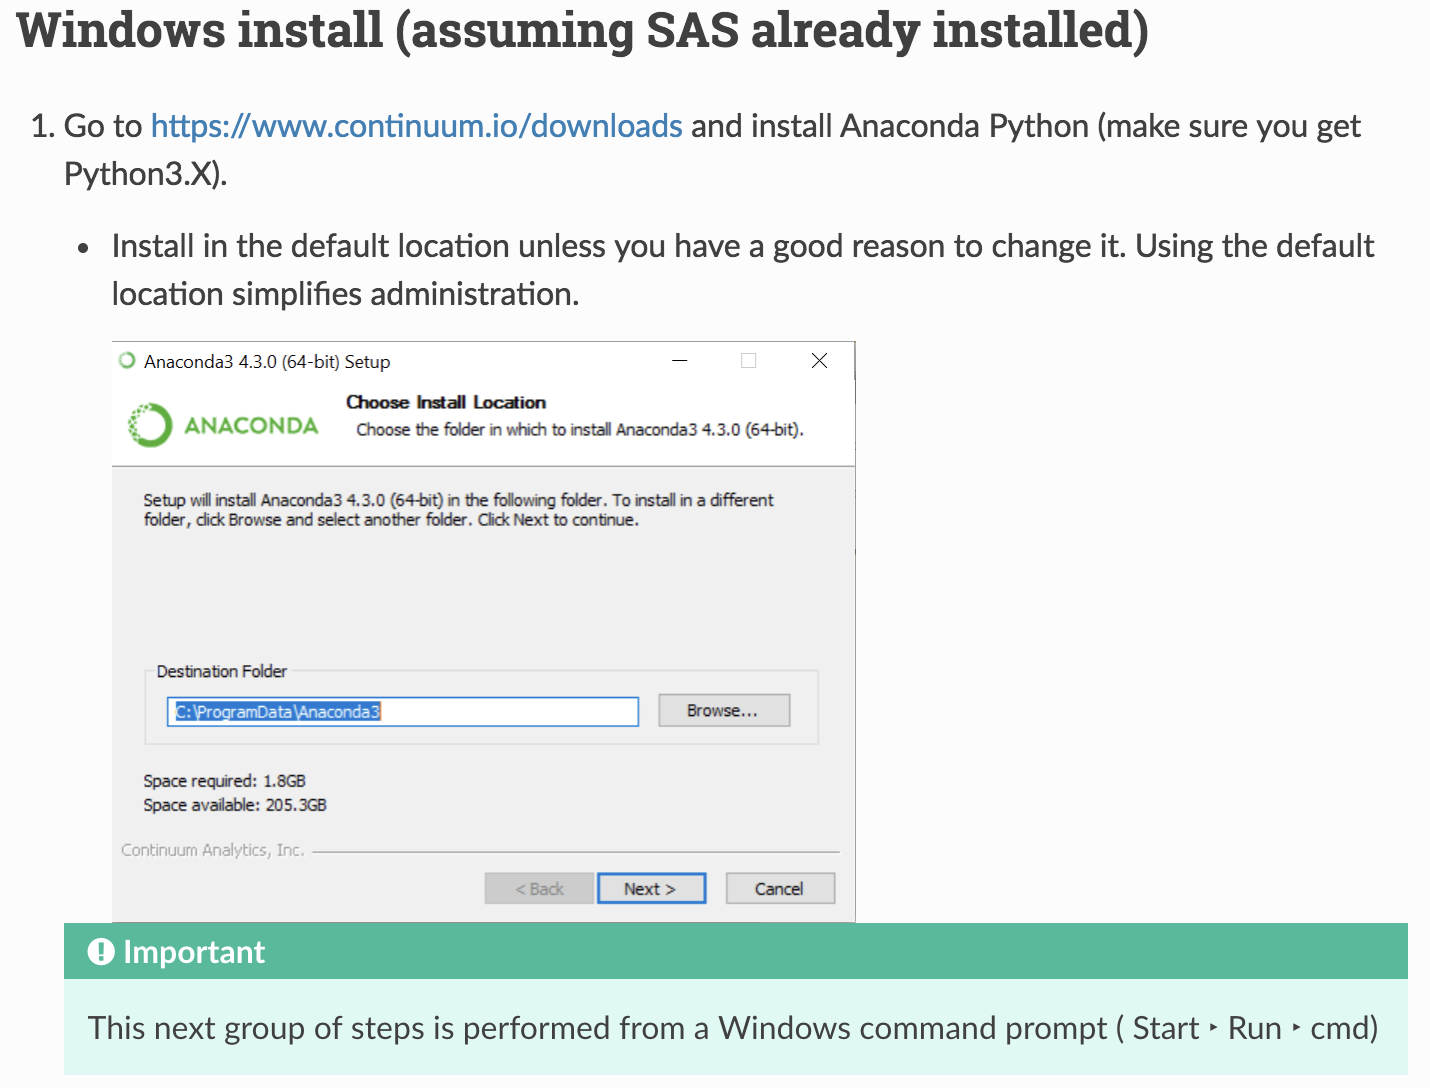 Windows install (assuming SAS already installed)
1. Go to https://www.continuum.io/downloads and install Anaconda Python (make sure you get
Python3.X).
• Install in the default location unless you have a good reason to change it. Using the default
location simplifies administration.
Anaconda3 4.3.0 (64-bit) Setup
ANACONDA
Choose Install Location
Choose the folder in which to install Anaconda3 4.3.0 (64-bit).
Setup will install Anaconda3 4.3.0 (64-bit) in the following folder. To install in a different
folder, click Browse and select another folder. Click Next to continue.
Destination Folder
C:\ProgramData\Anaconda3
Browse...
Space required: 1.8GB
Space available: 205.3GB
Continuum Analytics, Inc.
< Back Next > Cancel
Important
This next group of steps is performed from a Windows command prompt ( Start ‣ Run ‣ cmd)